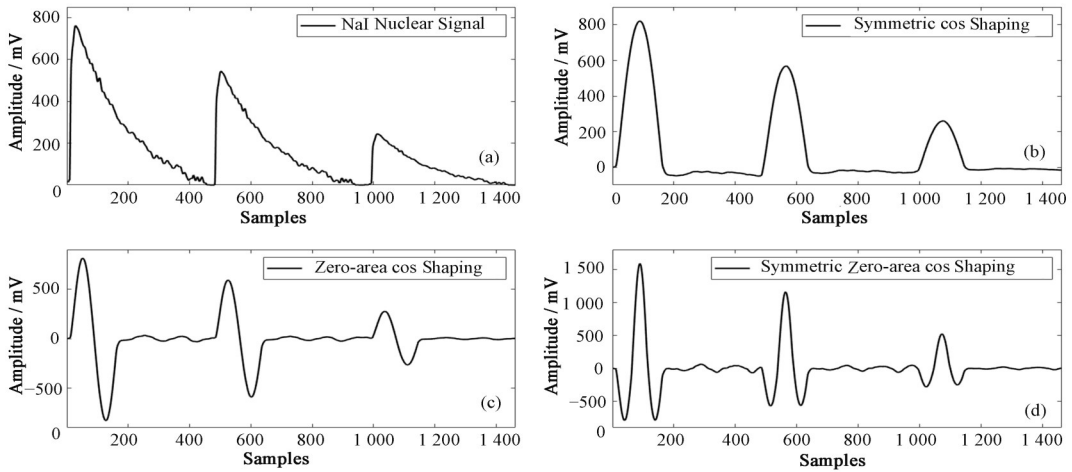 NaI Nuclear Signal
Amplitude / mV
800
600
400
200
0
(a)
200 400 600 800 1 000 1 200 1 400
Samples
Symmetric cos Shaping
Amplitude / mV
800
600
400
200
0
(b)
0 200 400 600 800 1 000 1 200 1 400
Samples
Zero-area cos Shaping
Amplitude / mV
500
0
−500
0
(c)
200 400 600 800 1 000 1 200 1 400
Samples
Symmetric Zero-area cos Shaping
Amplitude / mV
1 500
1 000
500
0
−500
0
(d)
0 200 400 600 800 1 000 1 200 1 400
Samples